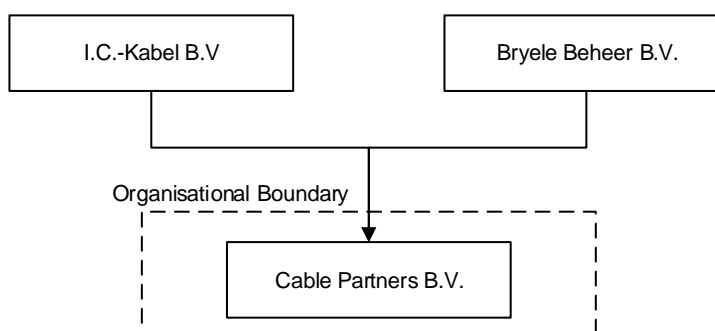 I.C.-Kabel B.V
Bryele Beheer B.V.
Organisational Boundary
Cable Partners B.V.